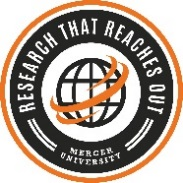 RESEARCH THAT REACHES OUT
MERCER
UNIVERSITY